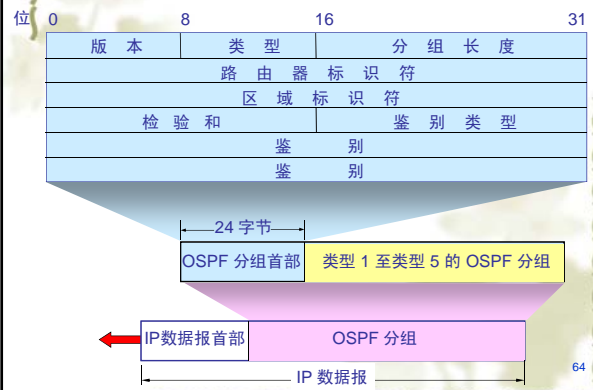 位 0 8 16 31
版 本 类 型 分 组 长 度
路 由 器 标 识 符
区 域 标 识 符
检 验 和 鉴 别 类 型
鉴 别
鉴 别
24 字节
OSPF 分组首部 类型 1 至类型 5 的 OSPF 分组
IP数据报首部 OSPF 分组
IP 数据报
64